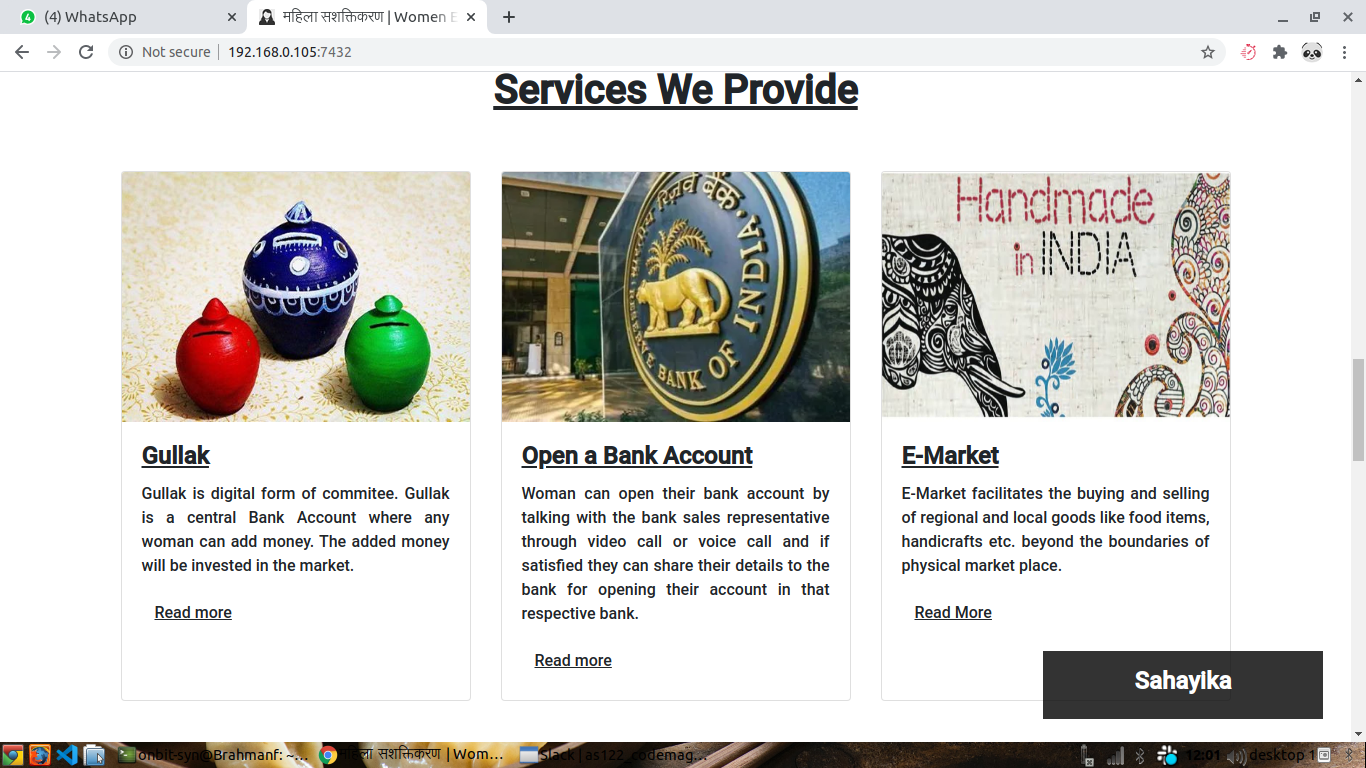 (4) WhatsApp
महिला सशक्तिकरण | Women E
Not secure
192.168.0.105:7432
Services We Provide
रिज़र्व बैंक
RESERVE BANK OF INDIA
Handmade
in INDIA
Gullak
Gullak is digital form of commitee. Gullak
is a central Bank Account where any
woman can add money. The added money
will be invested in the market.
Read more
Open a Bank Account
Woman can open their bank account by
talking with the bank sales representative
through video call or voice call and if
satisfied they can share their details to the
bank for opening their account in that
respective bank.
Read more
E-Market
E-Market facilitates the buying and selling
of regional and local goods like food items,
handicrafts etc. beyond the boundaries of
physical market place.
Read More
Sahayika
onbit-syn@Brahmanf: ~...
महिला सशक्तिकरण | Wom...
Slack | as122_codemag...
12:01
desktop 1